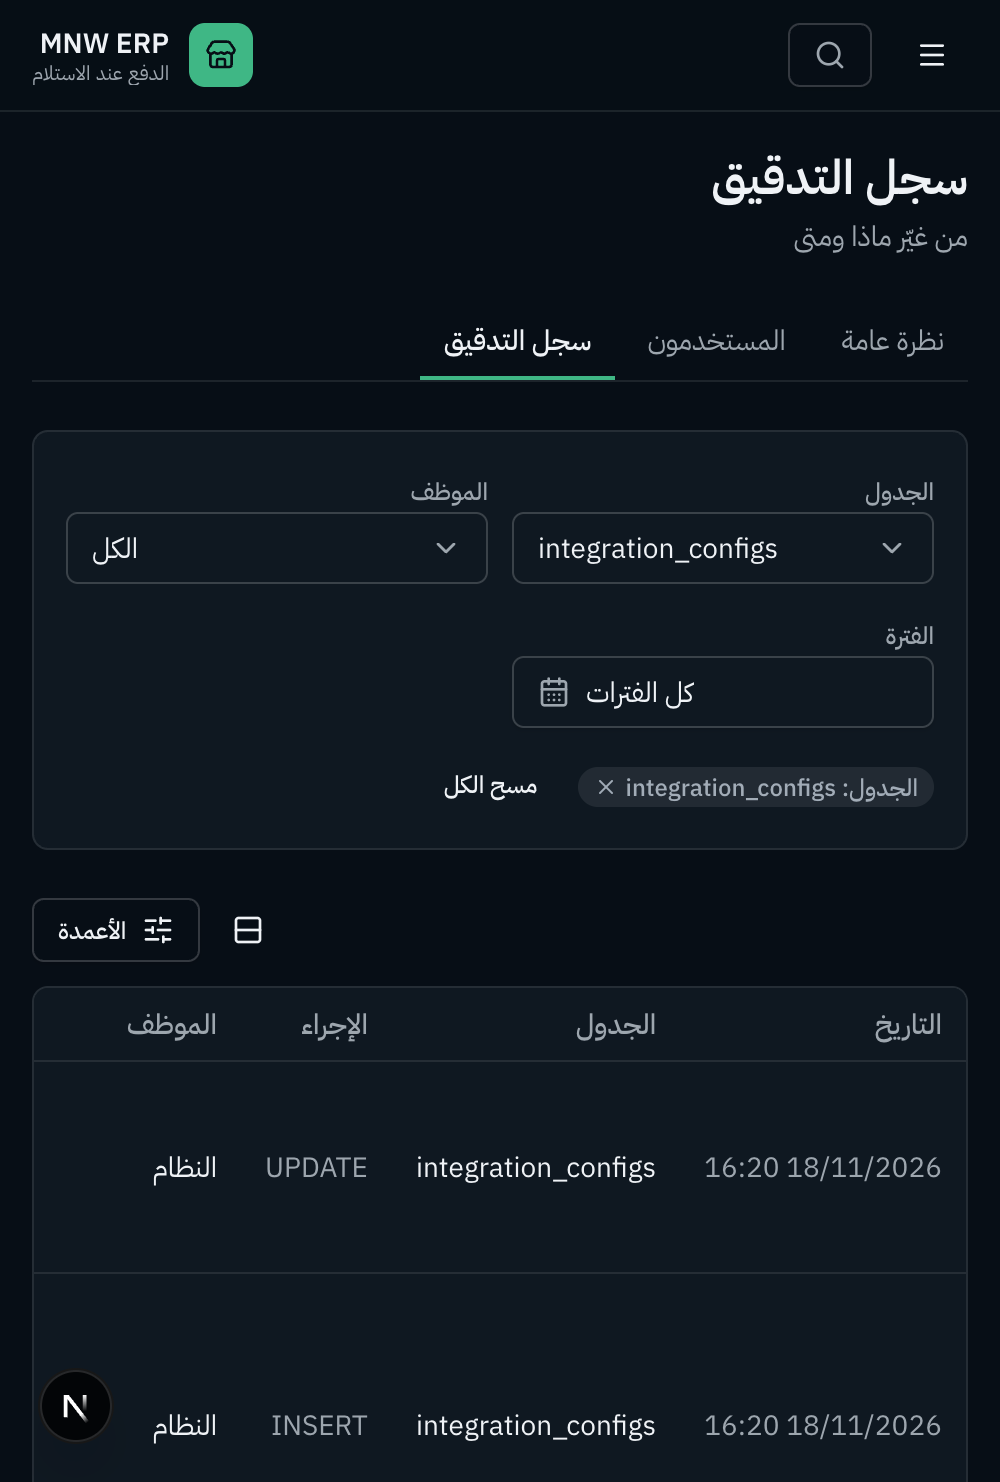 MNW ERP
الدفع عند الاستلام
سجل التدقيق
من غيّر ماذا ومتى
نظرة عامة
المستخدمون
سجل التدقيق
الجدول
الموظف
integration_configs
الكل
الفترة
كل الفترات
الجدول: integration_configs
مسح الكل
الأعمدة
التاريخ
الجدول
الإجراء
الموظف
16:20 18/11/2026
integration_configs
UPDATE
النظام
16:20 18/11/2026
integration_configs
INSERT
النظام
N